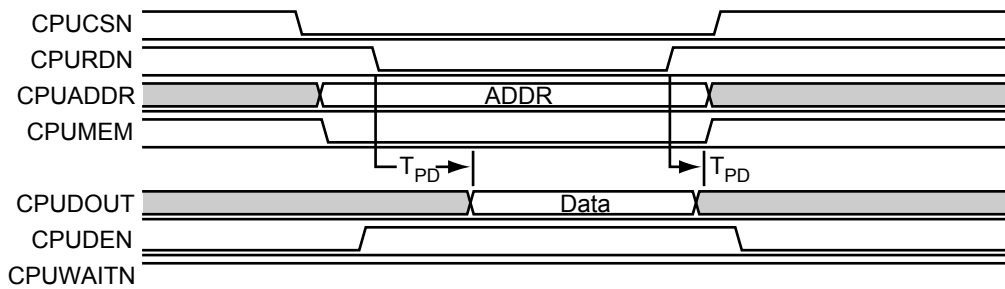 CPUCSN
CPURDN
CPUADDR ADDR
CPUMEM
TPD TPD
CPUDOUT Data
CPUDEN
CPUWAITN